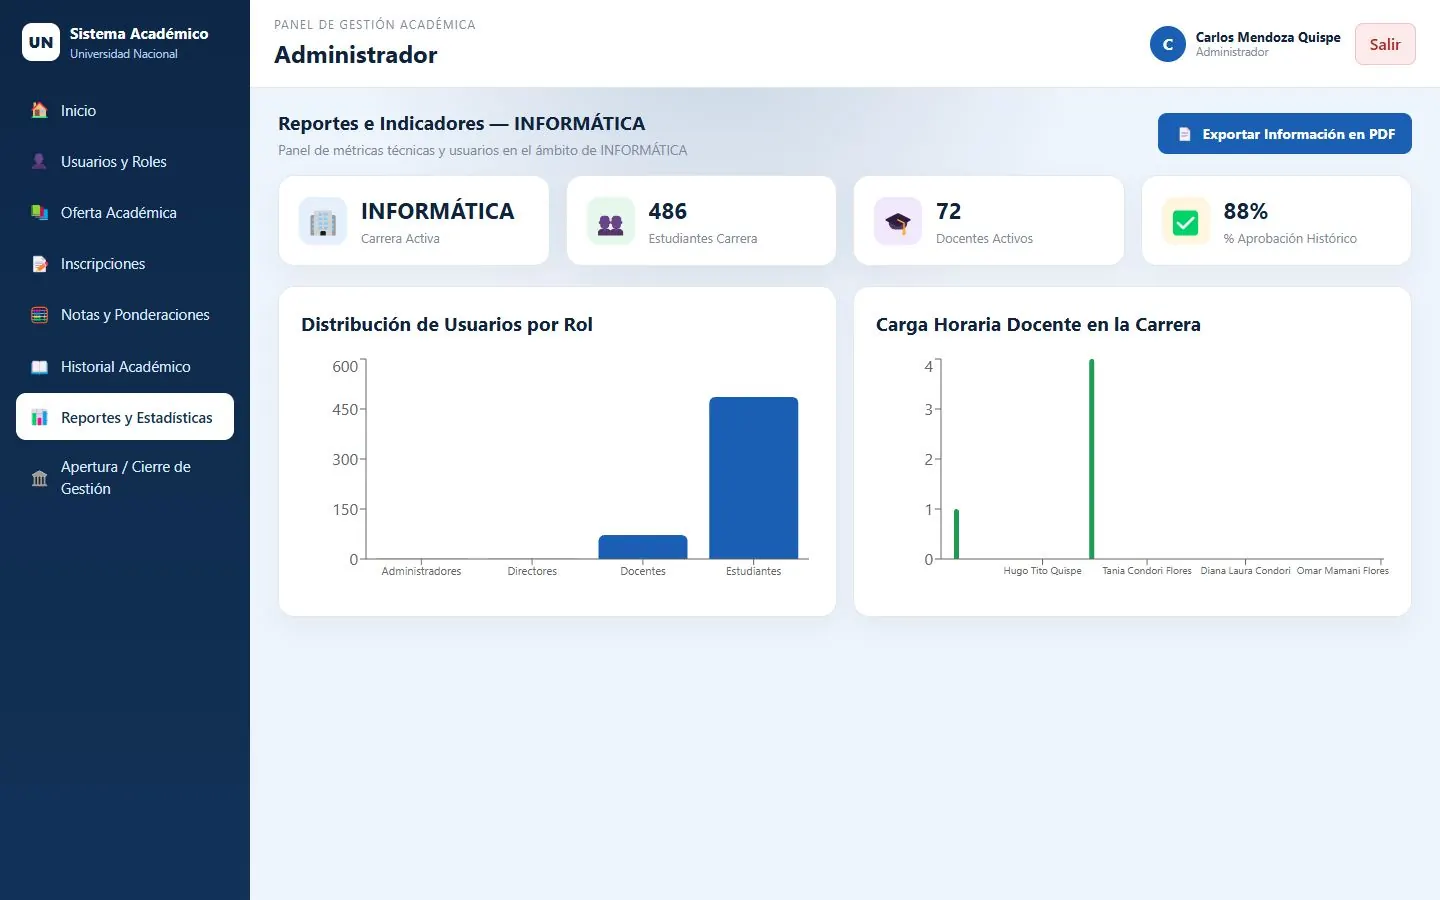 UN
Sistema Académico
Universidad Nacional
Inicio
Usuarios y Roles
Oferta Académica
Inscripciones
Notas y Ponderaciones
Historial Académico
Reportes y Estadísticas
Apertura / Cierre de
Gestión
PANEL DE GESTIÓN ACADÉMICA
Administrador
C
Carlos Mendoza Quispe
Administrador
Salir
Reportes e Indicadores — INFORMÁTICA
Panel de métricas técnicas y usuarios en el ámbito de INFORMÁTICA
Exportar Información en PDF
INFORMÁTICA
Carrera Activa
486
Estudiantes Carrera
72
Docentes Activos
88%
% Aprobación Histórico
Distribución de Usuarios por Rol
600
450
300
150
0
Administradores Directores Docentes Estudiantes
Carga Horaria Docente en la Carrera
4
3
2
1
0
Hugo Tito Quispe Tania Condori Flores Diana Laura Condori Omar Mamani Flores